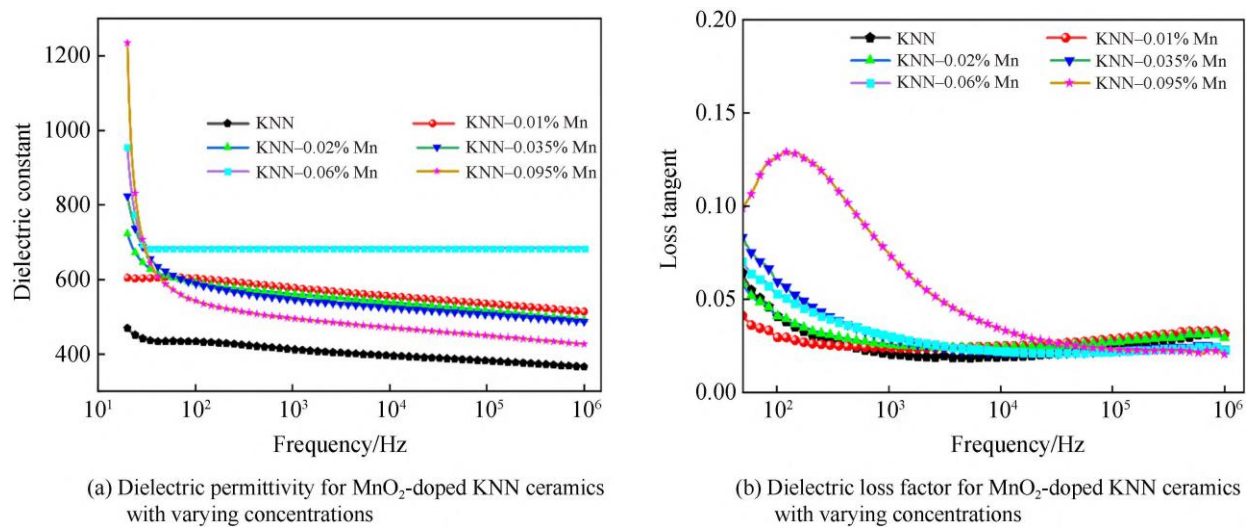 Dielectric constant
1200
1000
800
600
400
10¹ 10² 10³ 10⁴ 10⁵ 10⁶
Frequency/Hz
KNN KNN–0.01% Mn
KNN–0.02% Mn KNN–0.035% Mn
KNN–0.06% Mn KNN–0.095% Mn
(a) Dielectric permittivity for MnO₂-doped KNN ceramics
with varying concentrations
Loss tangent
0.20
0.15
0.10
0.05
0.00
10² 10³ 10⁴ 10⁵ 10⁶
Frequency/Hz
KNN KNN–0.01% Mn
KNN–0.02% Mn KNN–0.035% Mn
KNN–0.06% Mn KNN–0.095% Mn
(b) Dielectric loss factor for MnO₂-doped KNN ceramics
with varying concentrations